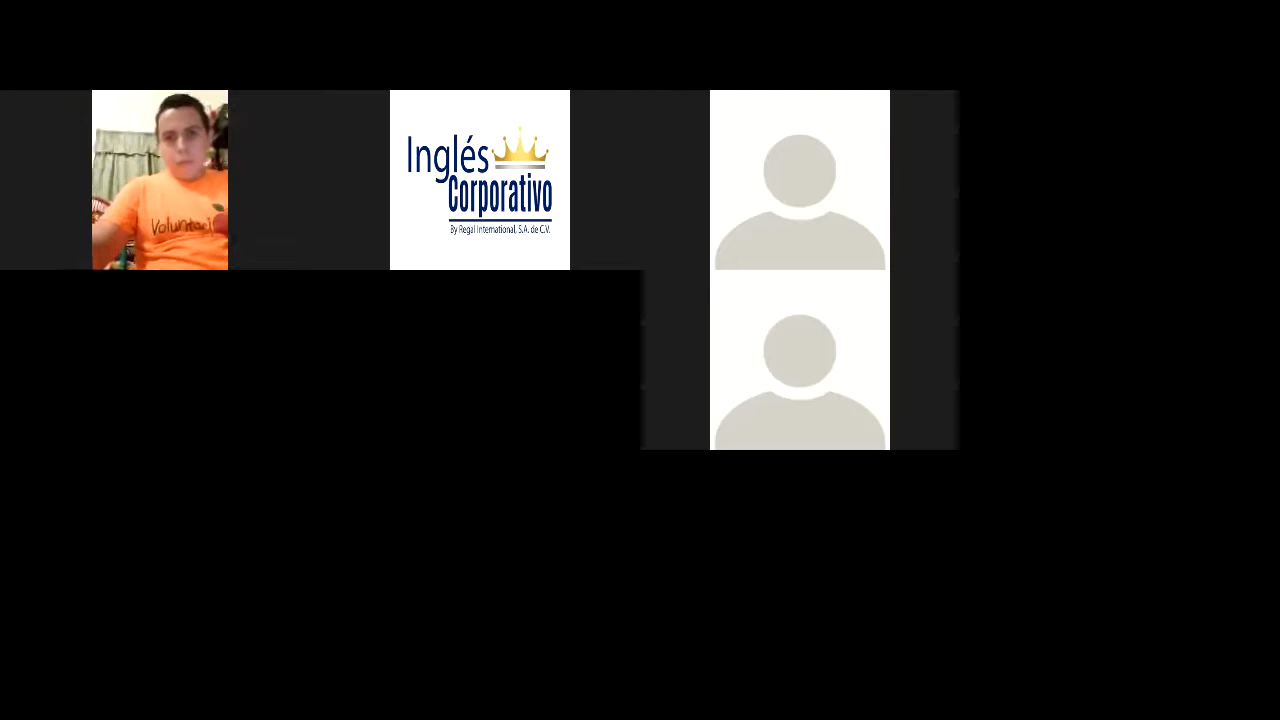 Inglés
Corporativo
By Regal International, S.A. de C.V.